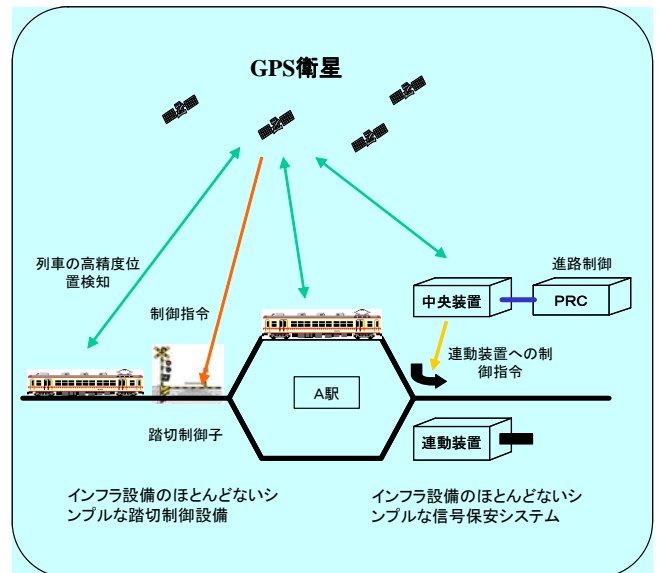 GPS衛星
列車の高精度位
置検知
制御指令
進路制御
中央装置
PRC
連動装置への制
御指令
A駅
踏切制御子
連動装置
インフラ設備のほとんどないシ
ンプルな踏切制御設備
インフラ設備のほとんどないシ
ンプルな信号保安システム